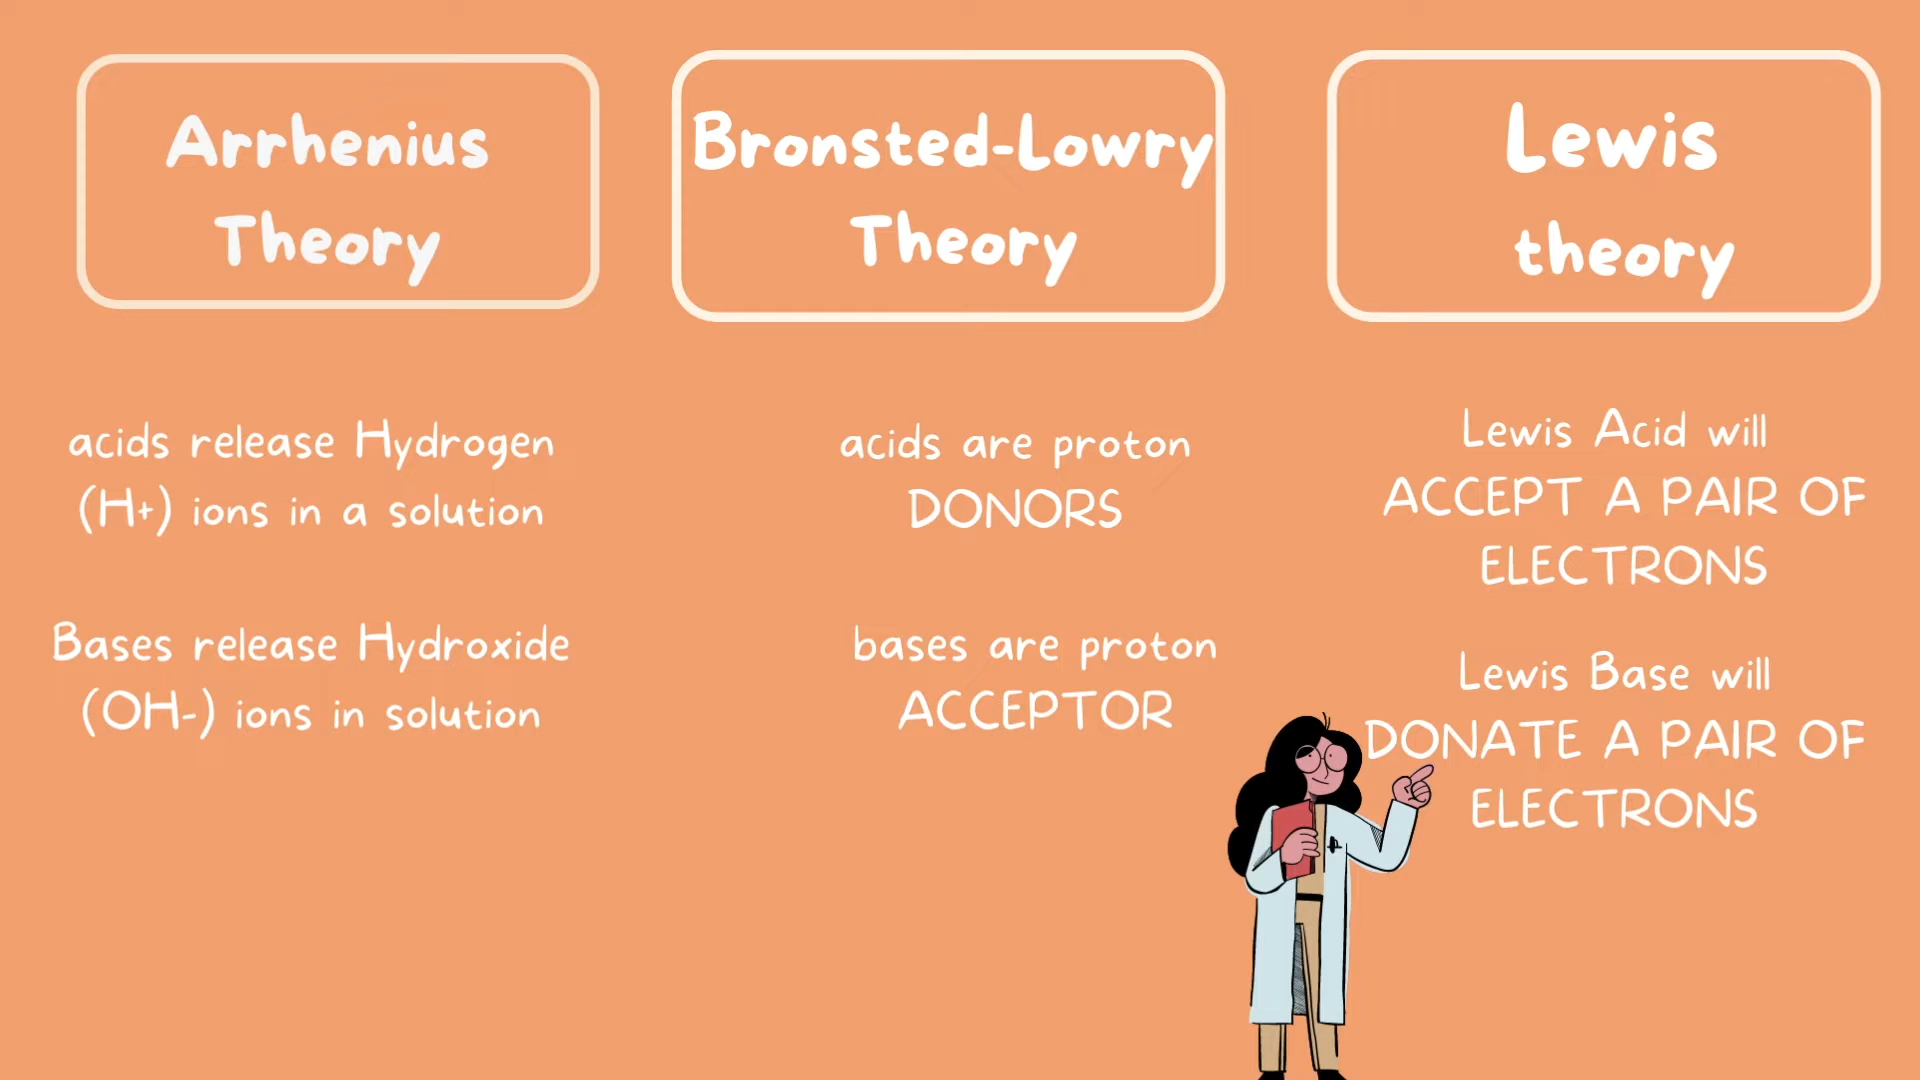 Arrhenius
Theory
acids release Hydrogen
(H+) ions in a solution
Bases release Hydroxide
(OH-) ions in solution
Bronsted-Lowry
Theory
acids are proton
DONORS
bases are proton
ACCEPTOR
Lewis
theory
Lewis Acid will
ACCEPT A PAIR OF
ELECTRONS
Lewis Base will
DONATE A PAIR OF
ELECTRONS